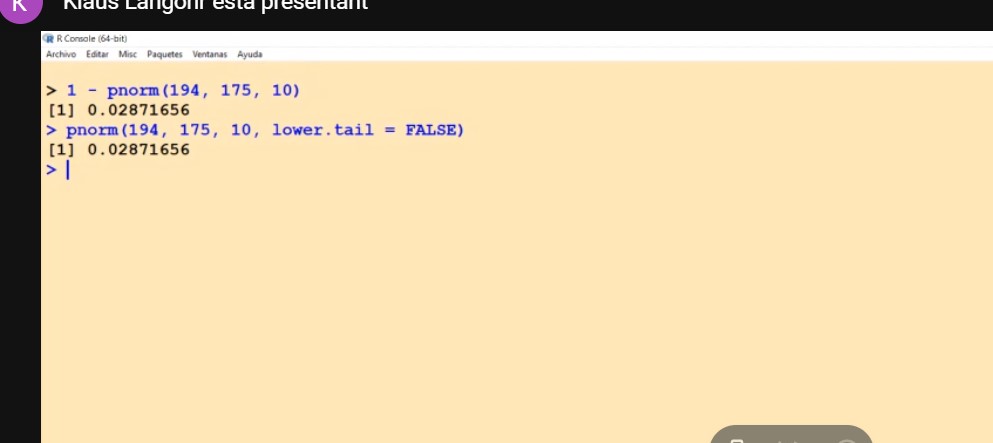 K
Klaus Langohr está presentant
R Console (64-bit)
Archivo Editar Misc Paquetes Ventanas Ayuda
> 1 - pnorm(194, 175, 10)
[1] 0.02871656
> pnorm(194, 175, 10, lower.tail = FALSE)
[1] 0.02871656
>